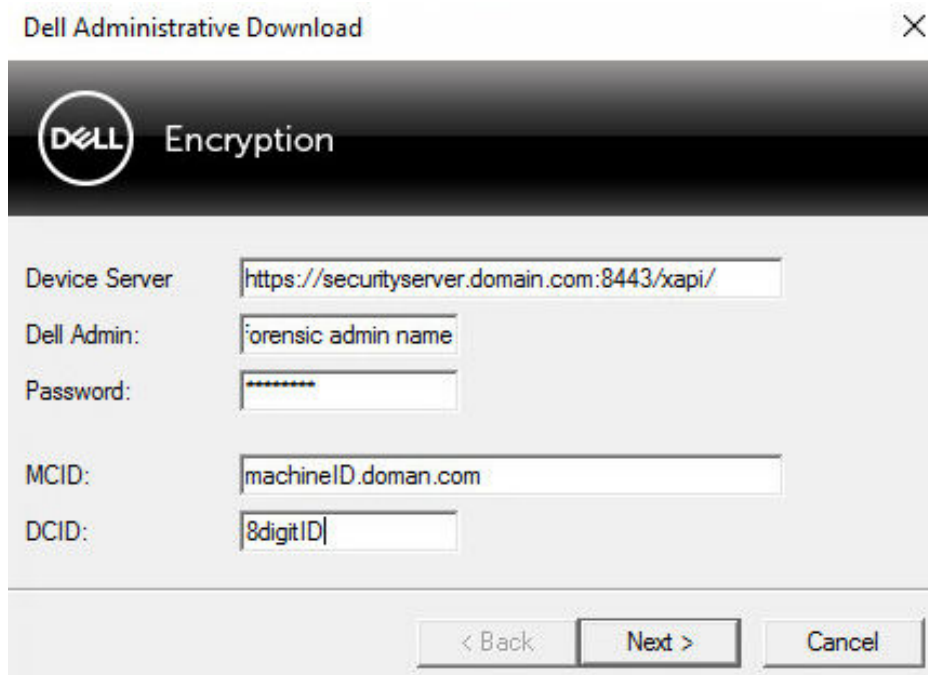 Dell Administrative Download
DELL Encryption
Device Server https://securityserver.domain.com:8443/xapi/
Dell Admin: Forensic admin name
Password: ********
MCID: machineID.doman.com
DCID: 8digitID
< Back Next > Cancel